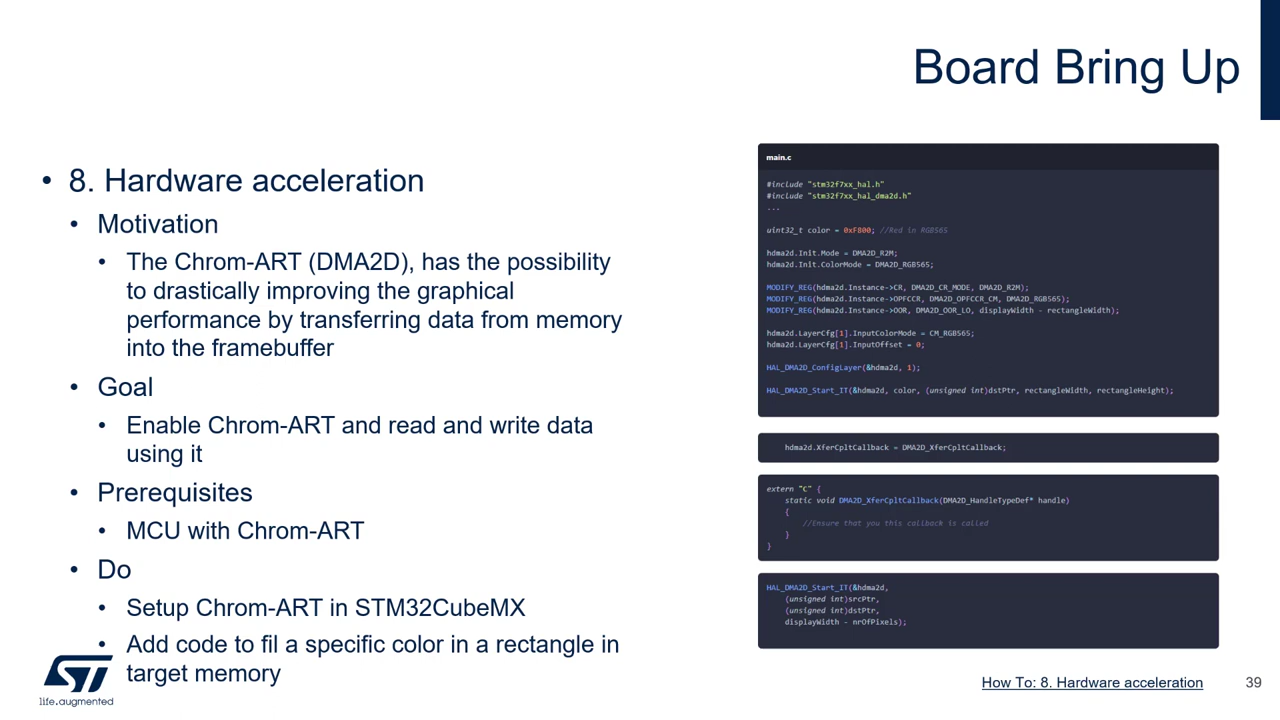 Board Bring Up
• 8. Hardware acceleration
• Motivation
• The Chrom-ART (DMA2D), has the possibility
to drastically improving the graphical
performance by transferring data from memory
into the framebuffer
• Goal
• Enable Chrom-ART and read and write data
using it
• Prerequisites
• MCU with Chrom-ART
• Do
• Setup Chrom-ART in STM32CubeMX
• Add code to fil a specific color in a rectangle in
target memory
main.c
#include "stm32f7xx_hal.h"
#include "stm32f7xx_hal_dma2d.h"
...
uint32_t color = 0xF800; //Red in RGB565
hdma2d.Init.Mode = DMA2D_R2M;
hdma2d.Init.ColorMode = DMA2D_RGB565;
MODIFY_REG(hdma2d.Instance->CR, DMA2D_CR_MODE, DMA2D_R2M);
MODIFY_REG(hdma2d.Instance->OPFCCR, DMA2D_OPFCCR_CM, DMA2D_RGB565);
MODIFY_REG(hdma2d.Instance->OOR, DMA2D_OOR_LO, displayWidth - rectangleWidth);
hdma2d.LayerCfg[1].InputColorMode = CM_RGB565;
hdma2d.LayerCfg[1].InputOffset = 0;
HAL_DMA2D_ConfigLayer(&hdma2d, 1);
HAL_DMA2D_Start_IT(&hdma2d, color, (unsigned int)dstPtr, rectangleWidth, rectangleHeight);
hdma2d.XferCpltCallback = DMA2D_XferCpltCallback;
extern "C" {
static void DMA2D_XferCpltCallback(DMA2D_HandleTypeDef* handle)
{
//Ensure that you this callback is called
}
}
HAL_DMA2D_Start_IT(&hdma2d,
(unsigned int)srcPtr,
(unsigned int)dstPtr,
displayWidth - nrOfPixels);
ST
life.augmented
How To: 8. Hardware acceleration
39